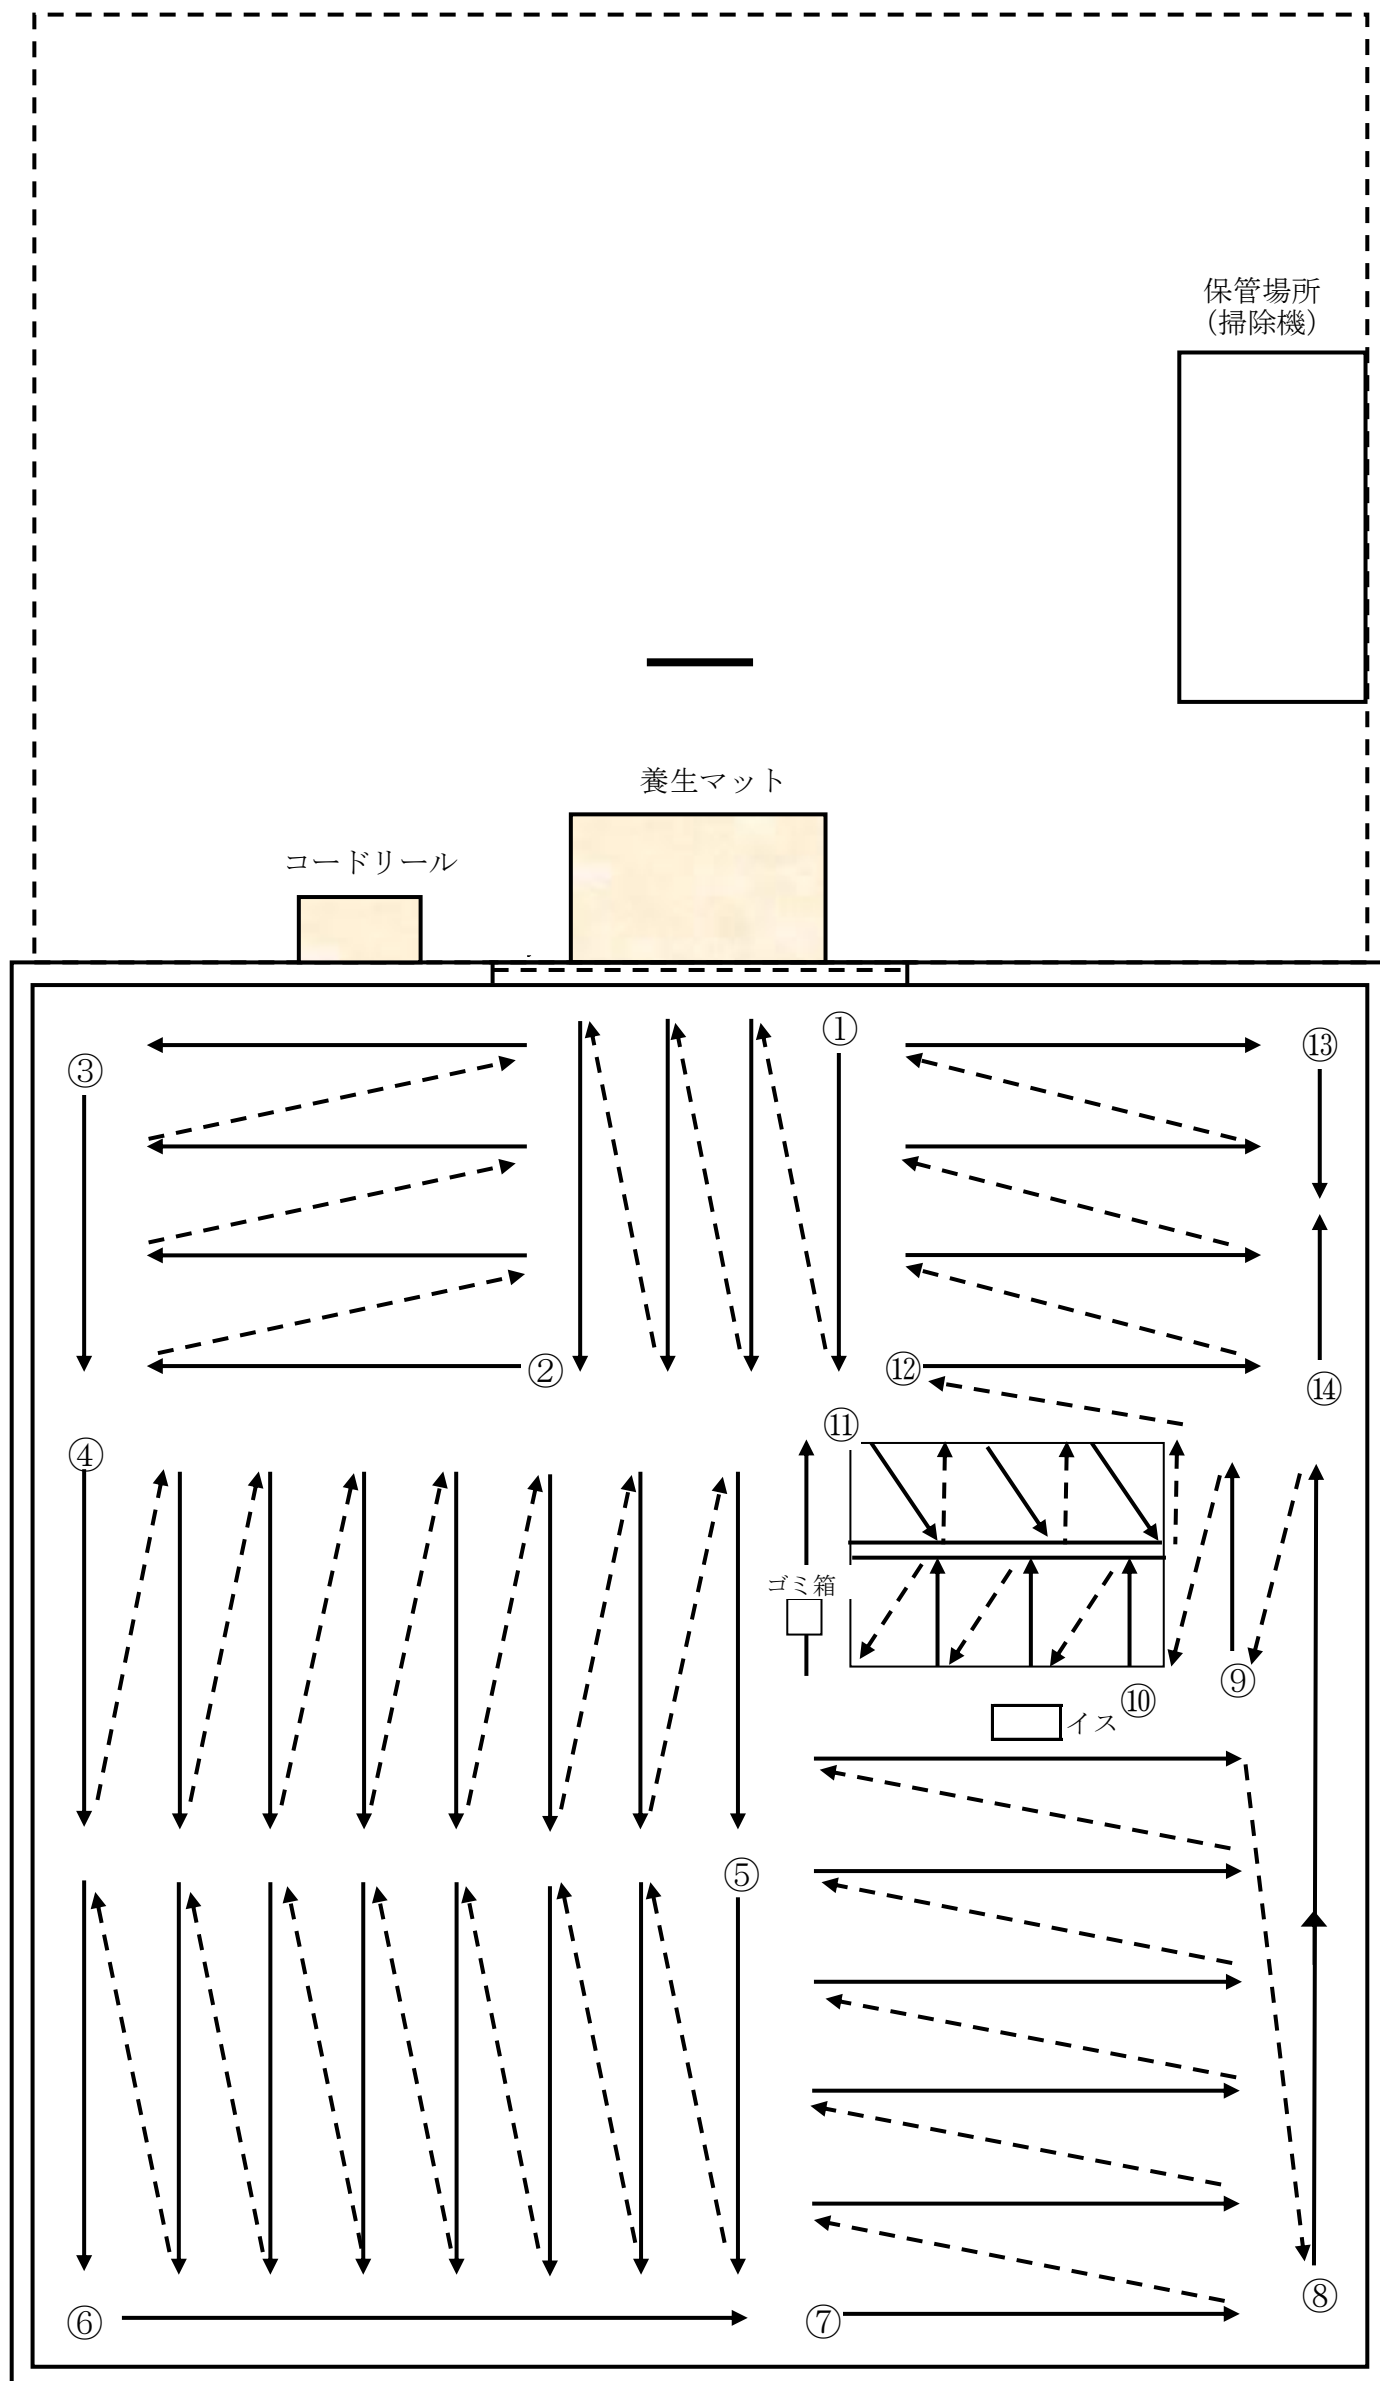 保管場所
（掃除機）
養生マット
コードリール
①
⑬
③
②
⑫
⑭
⑪
④
ゴミ箱
⑨
⑩
イス
⑤
⑧
⑥
⑦